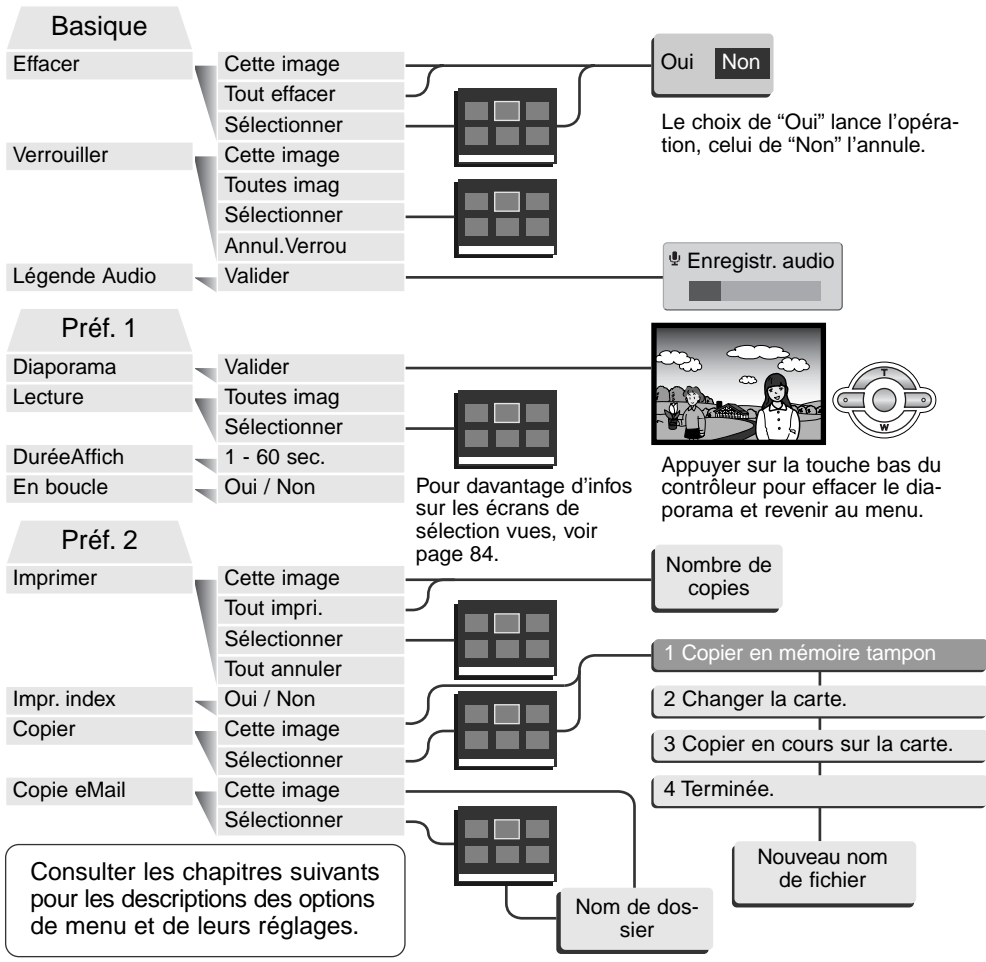 Basique
Effacer
Cette image
Tout effacer
Sélectionner
Oui Non
Le choix de “Oui” lance l’opéra-
tion, celui de “Non” l’annule.
Verrouiller
Cette image
Toutes imag
Sélectionner
Annul.Verrou
Légende Audio
Valider
Enregistr. audio
Préf. 1
Diaporama
Valider
Lecture
Toutes imag
Sélectionner
DuréeAffich
1 - 60 sec.
En boucle
Oui / Non
T
W
Pour davantage d’infos
sur les écrans de
sélection vues, voir
page 84.
Appuyer sur la touche bas du
contrôleur pour effacer le dia-
porama et revenir au menu.
Préf. 2
Imprimer
Cette image
Tout impri.
Sélectionner
Tout annuler
Nombre de
copies
Impr. index
Oui / Non
Copier
Cette image
Sélectionner
1 Copier en mémoire tampon
2 Changer la carte.
3 Copier en cours sur la carte.
4 Terminée.
Nouveau nom
de fichier
Copie eMail
Cette image
Sélectionner
Nom de dos-
sier
Consulter les chapitres suivants
pour les descriptions des options
de menu et de leurs réglages.